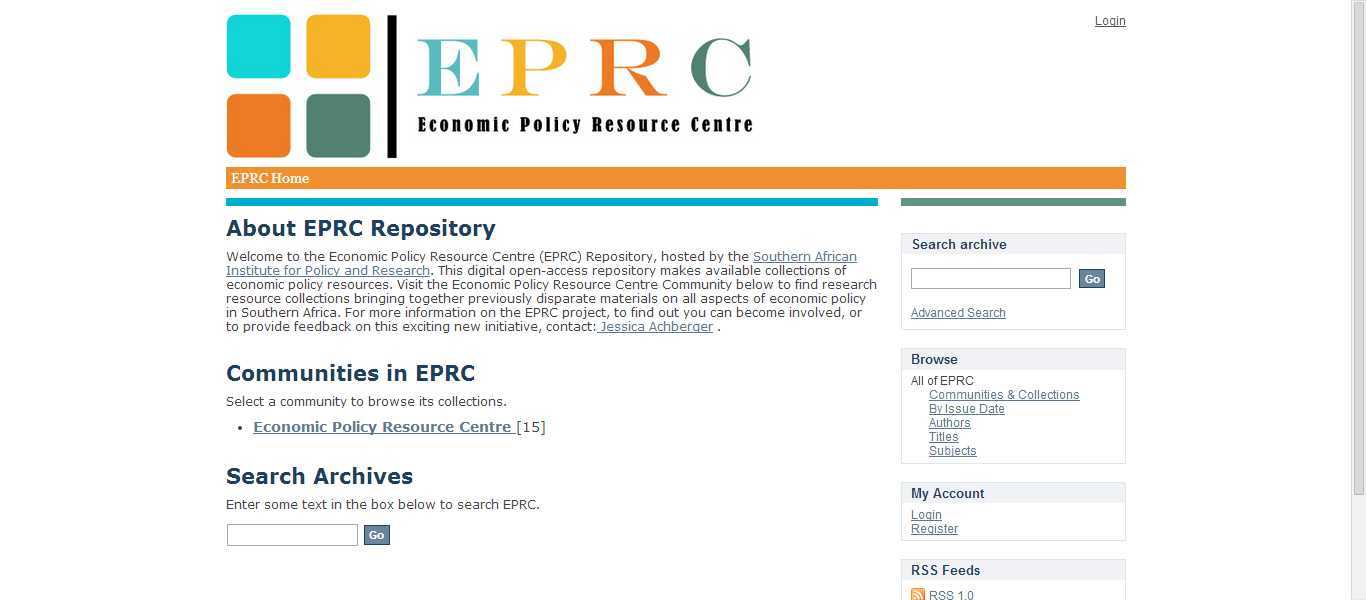 Login
E P R C
Economic Policy Resource Centre
EPRC Home
About EPRC Repository
Welcome to the Economic Policy Resource Centre (EPRC) Repository, hosted by the Southern African
Institute for Policy and Research. This digital open-access repository makes available collections of
economic policy resources. Visit the Economic Policy Resource Centre Community below to find research
resource collections bringing together previously disparate materials on all aspects of economic policy
in Southern Africa. For more information on the EPRC project, to find out you can become involved, or
to provide feedback on this exciting new initiative, contact: Jessica Achberger .
Communities in EPRC
Select a community to browse its collections.
• Economic Policy Resource Centre [15]
Search Archives
Enter some text in the box below to search EPRC.
Go
Search archive
Go
Advanced Search
Browse
All of EPRC
Communities & Collections
By Issue Date
Authors
Titles
Subjects
My Account
Login
Register
RSS Feeds
RSS 1.0